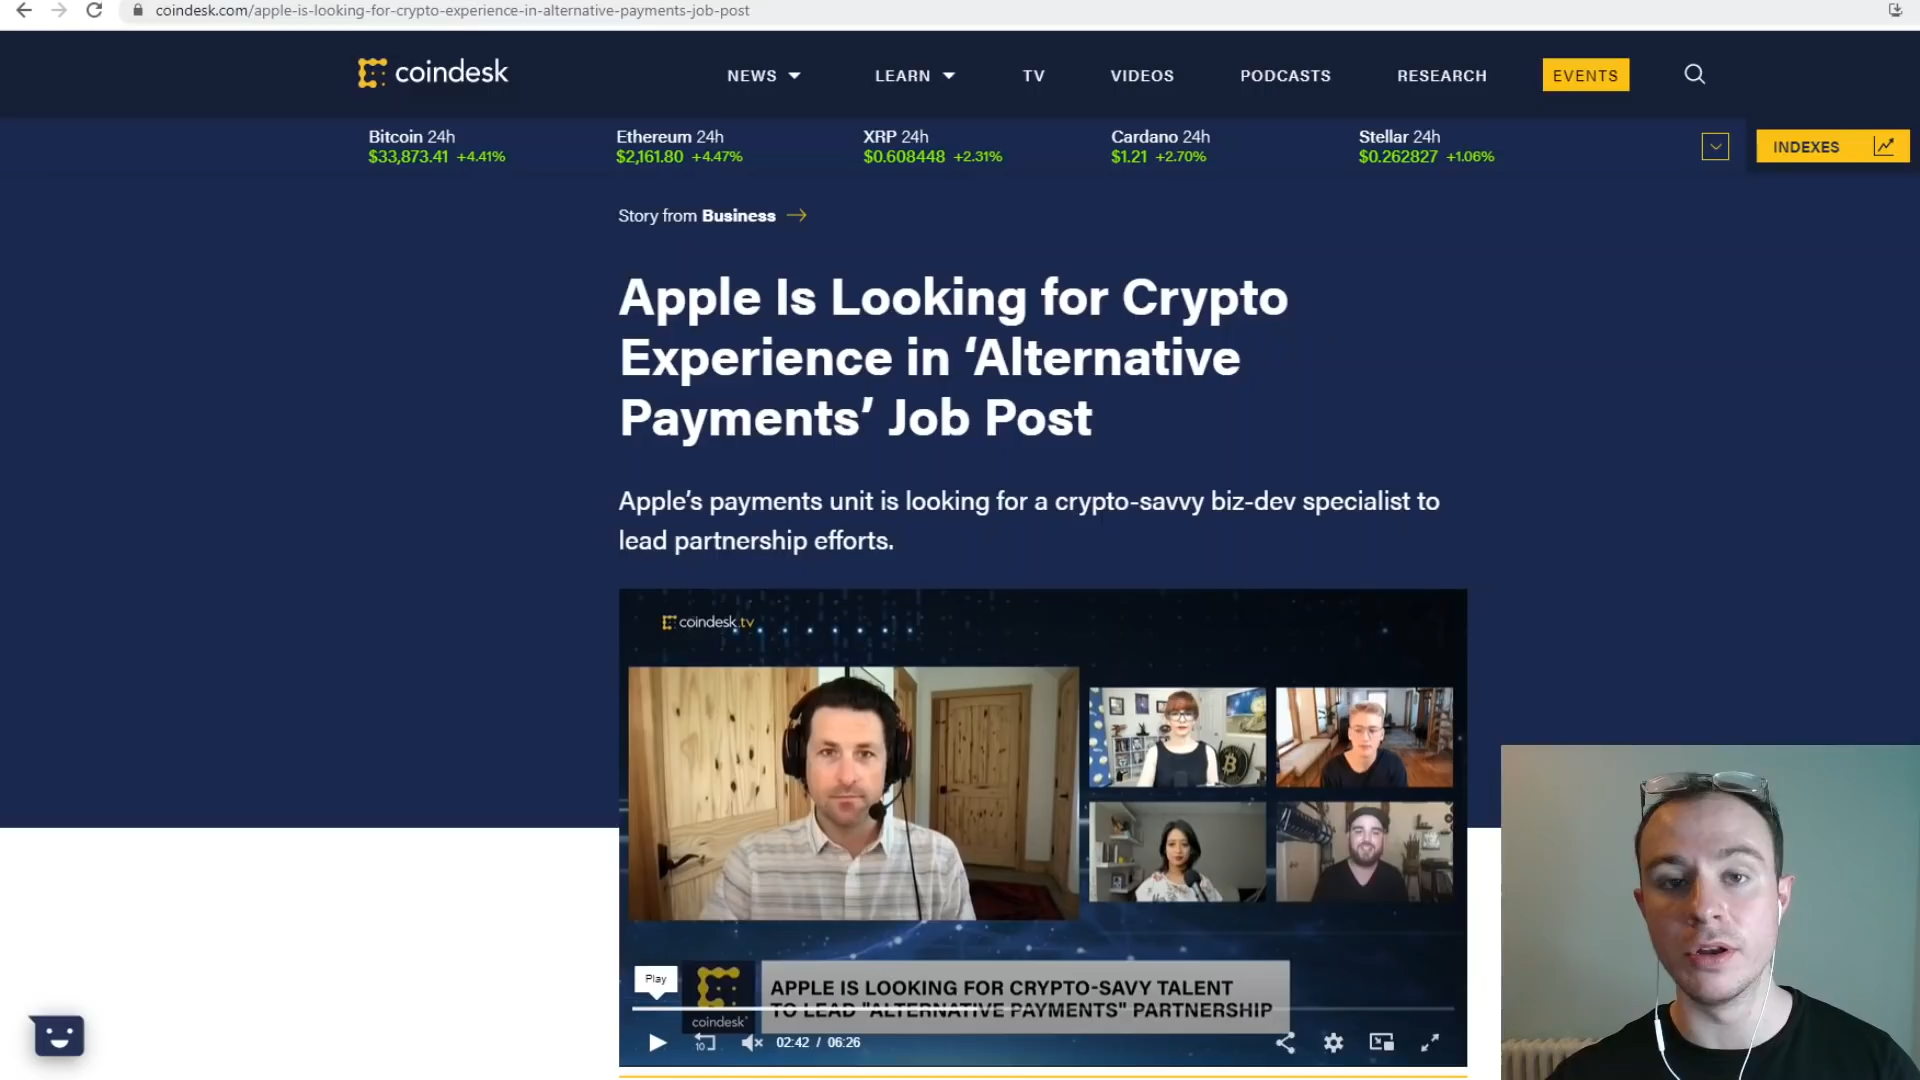 coindesk.com/apple-is-looking-for-crypto-experience-in-alternative-payments-job-post
coindesk
NEWS
LEARN
TV
VIDEOS
PODCASTS
RESEARCH
EVENTS
Bitcoin 24h
$33,873.41 +4.41%
Ethereum 24h
$2,161.80 +4.47%
XRP 24h
$0.608448 +2.31%
Cardano 24h
$1.21 +2.70%
Stellar 24h
$0.262827 +1.06%
INDEXES
Story from Business
Apple Is Looking for Crypto
Experience in ‘Alternative
Payments’ Job Post
Apple’s payments unit is looking for a crypto-savvy biz-dev specialist to
lead partnership efforts.
coindesk.tv
Play
coindesk
APPLE IS LOOKING FOR CRYPTO-SAVY TALENT
TO LEAD "ALTERNATIVE PAYMENTS" PARTNERSHIP
10
02:42 / 06:26